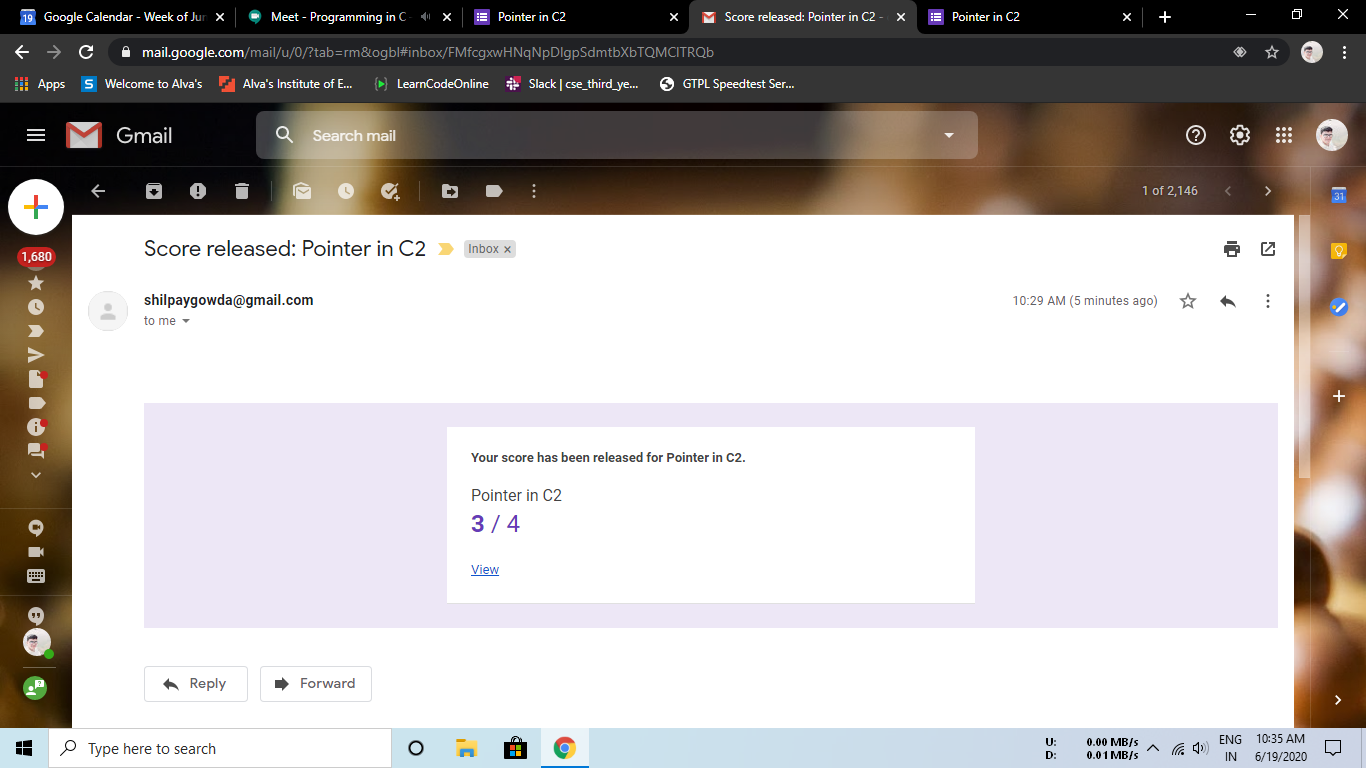 19 Google Calendar - Week of Jun
Meet - Programming in C -
Pointer in C2
Score released: Pointer in C2 -
Pointer in C2
mail.google.com/mail/u/0/?tab=rm&ogbl#inbox/FMfcgxwHNqNpDlgpSdmtbXbTQMClTRQb
Apps
S Welcome to Alva's
Alva's Institute of E...
LearnCodeOnline
Slack | cse_third_ye...
GTPL Speedtest Ser...
Gmail
Search mail
1 of 2,146
31
1,680
Score released: Pointer in C2
Inbox x
shilpaygowda@gmail.com
10:29 AM (5 minutes ago)
to me
Your score has been released for Pointer in C2.
Pointer in C2
3 / 4
View
Reply
Forward
Type here to search
U: 0.00 MB/s
D: 0.01 MB/s
ENG
IN
10:35 AM
6/19/2020